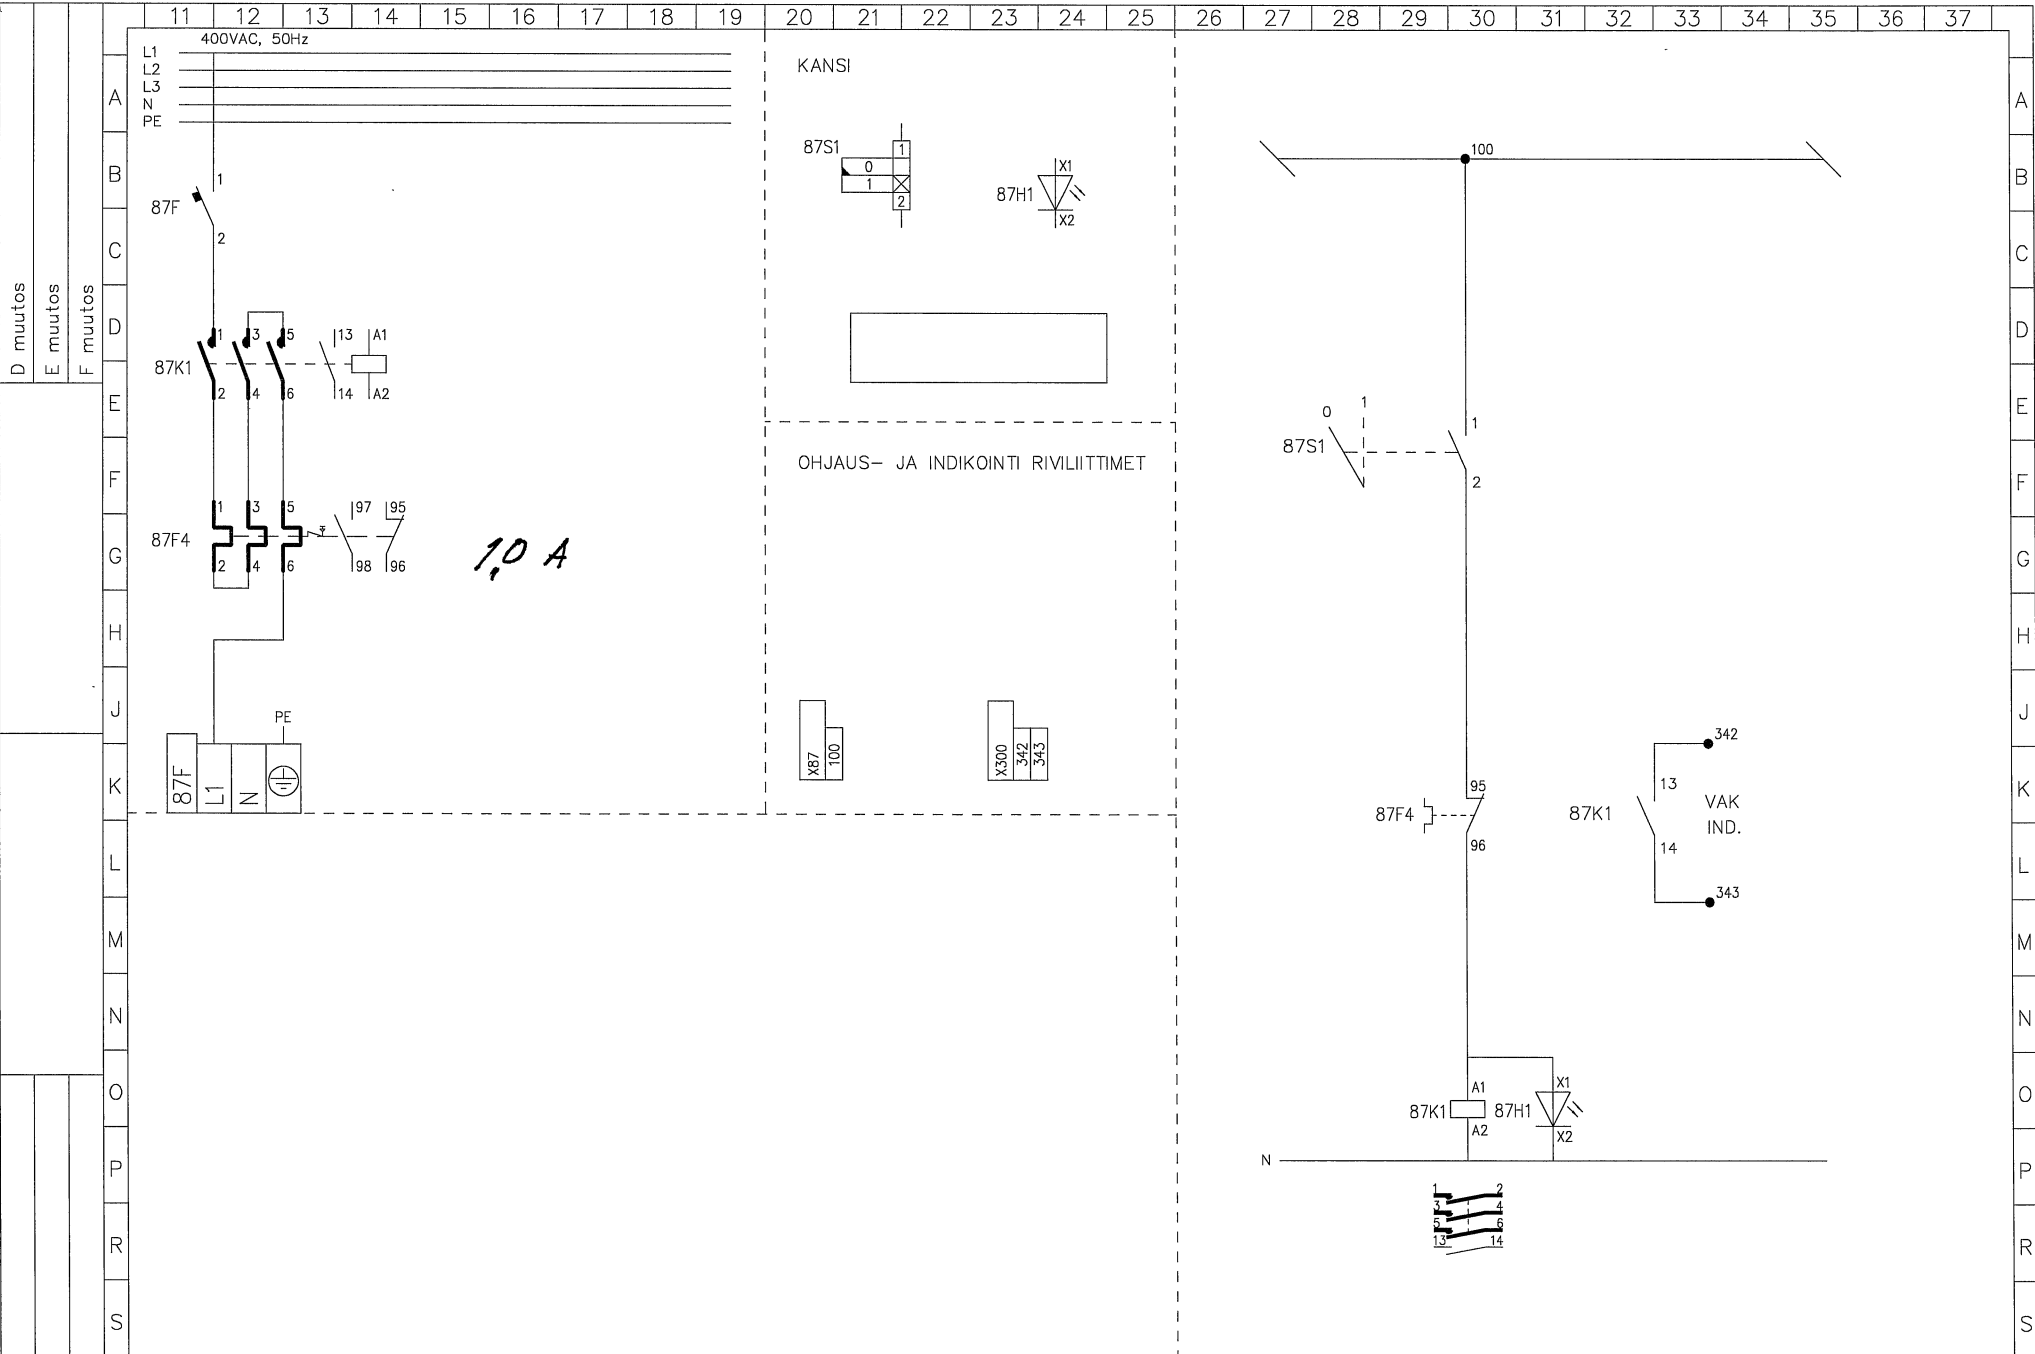 11 12 13 14 15 16 17 18 19 20 21 22 23 24 25 26 27 28 29 30 31 32 33 34 35 36 37
D muutos
E muutos
F muutos
A B C D E F G H J K L M N O P R S
400VAC, 50Hz
L1
L2
L3
N
PE
87F
1
2
87K1
1 3 5 13 A1
2 4 6 14 A2
87F4
1 3 5 97 95
2 4 6 98 96
1,0 A
PE
87F L1 N
KANSI
87S1
0
1
1
2
87H1
X1
X2
OHJAUS- JA INDIKOINTI RIVILIITTIMET
X87 100
X300 342 343
100
87S1
0 1
1
2
87F4
95
96
87K1
13
14
342
VAK
IND.
343
87K1
A1
A2
87H1
X1
X2
N
1 2
3 4
5 6
13 14
A B C D E F G H J K L M N O P R S